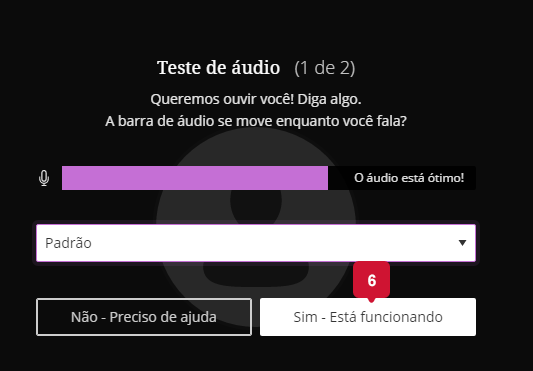 Teste de áudio (1 de 2)
Queremos ouvir você! Diga algo.
A barra de áudio se move enquanto você fala?
O áudio está ótimo!
Padrão
6
Não - Preciso de ajuda
Sim - Está funcionando